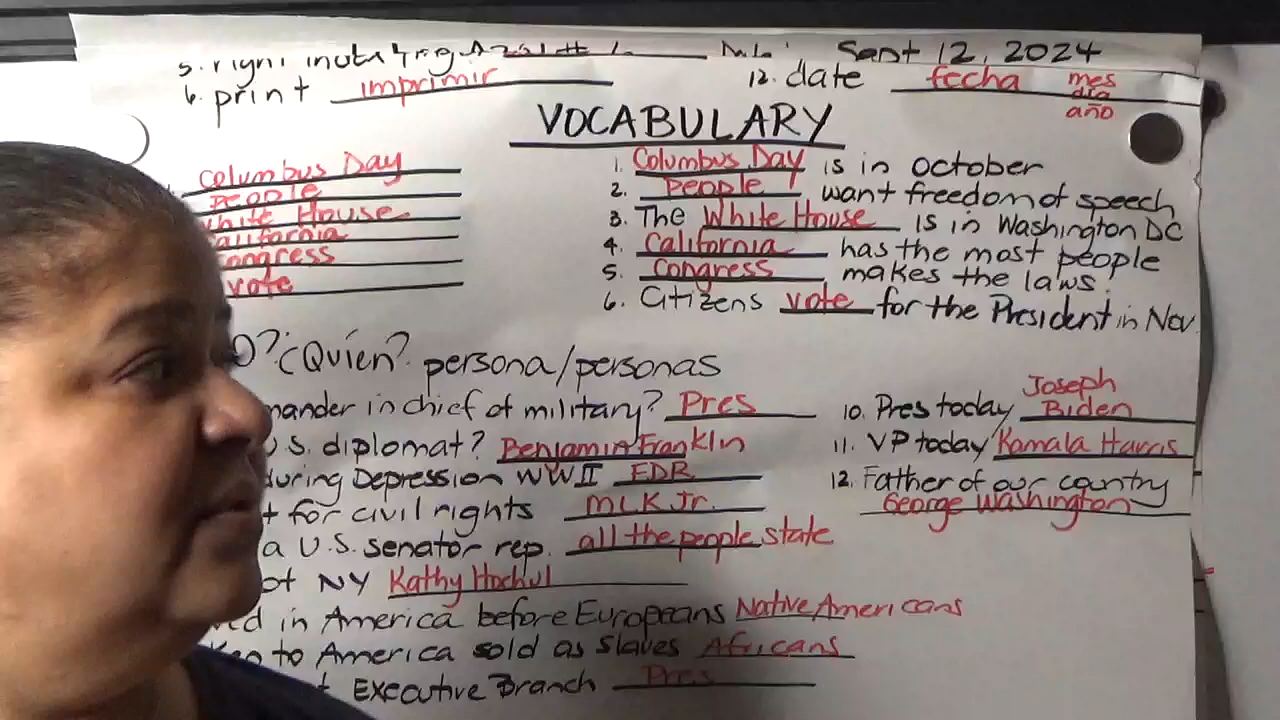 5. right
Sept 12, 2024
6. print imprimir
12. date fecha mes
día
año
VOCABULARY
Columbus Day
people
White House
California
Congress
vote
1. Columbus Day is in October
2. people want freedom of speech
3. The White House is in Washington DC
4. California has the most people
5. Congress makes the laws.
6. Citizens vote for the President in Nov
O? ¿Quién? persona/personas
mander in chief of military? Pres
U.S. diplomat? Benjamin Franklin
during Depression WWII FDR
t for civil rights MLK Jr.
a U.S. senator rep. all the people state
of NY Kathy Hochul
ed in America before Europeans Native Americans
ken to America sold as slaves Africans
Executive Branch Pres
10. Pres today Joseph
Biden
11. VP today Kamala Harris
12. Father of our country
George Washington